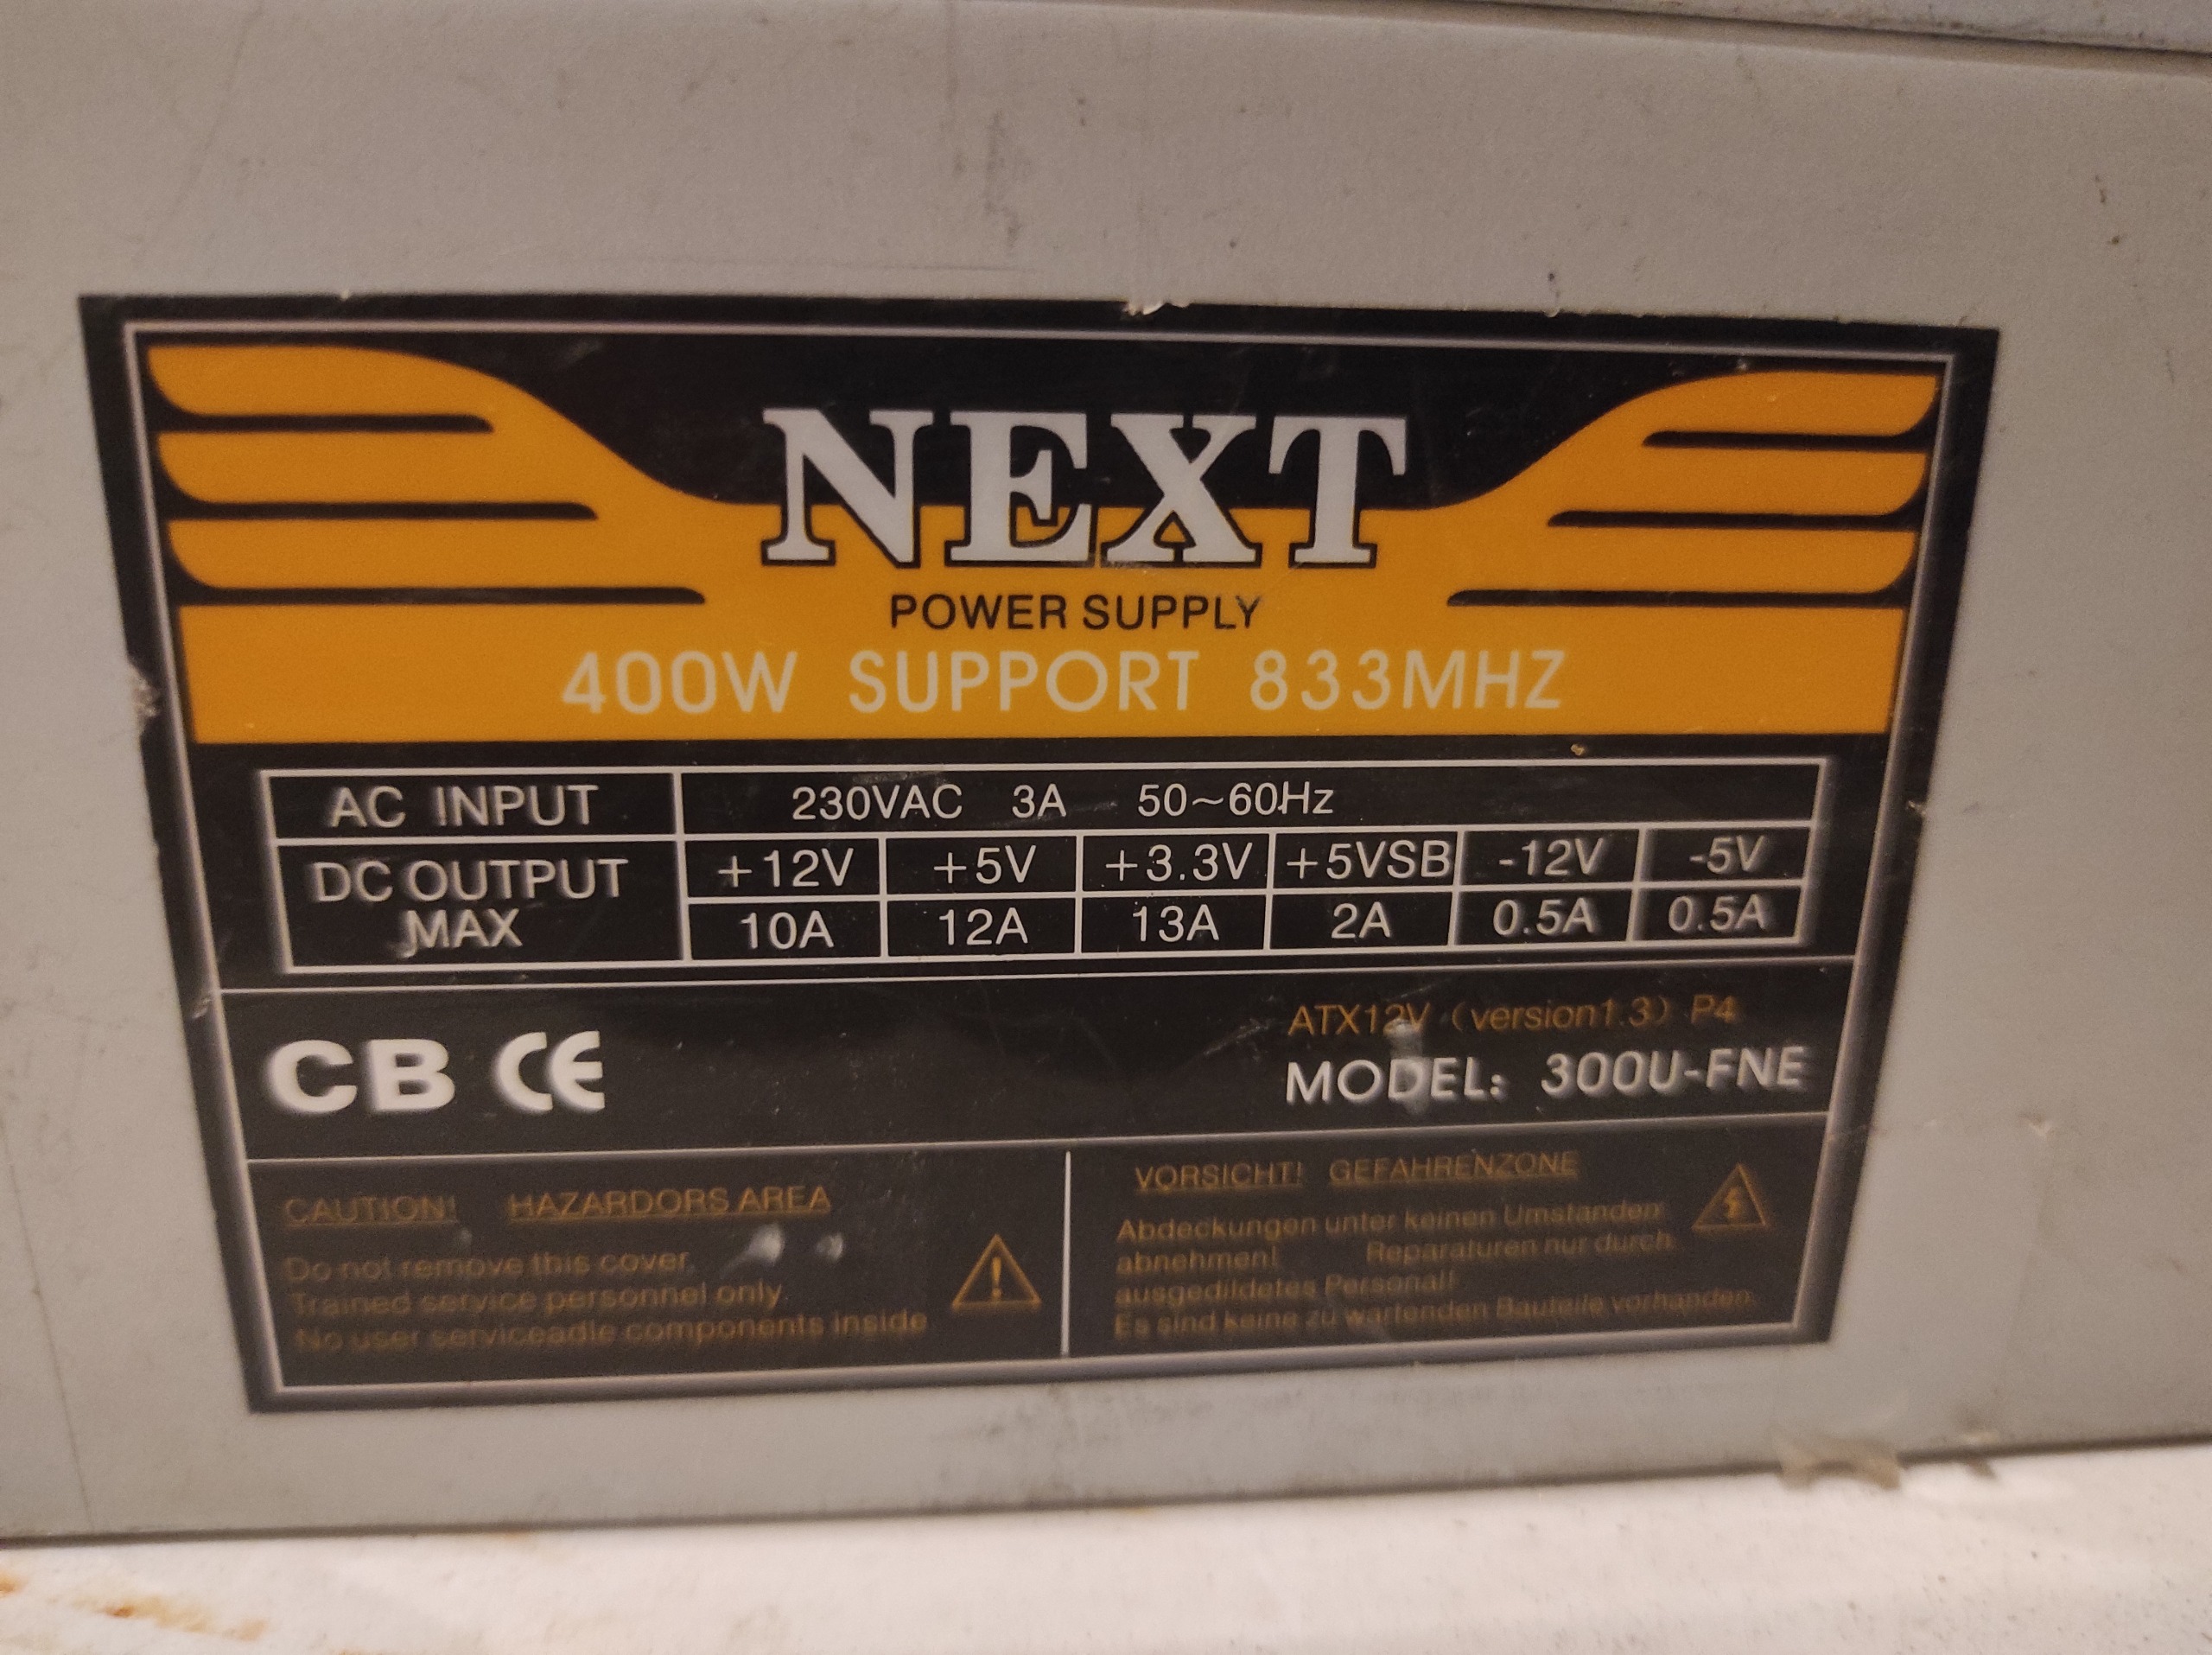 NEXT
POWER SUPPLY
400W SUPPORT 833MHZ
AC INPUT 230VAC 3A 50~60Hz
DC OUTPUT MAX +12V +5V +3.3V +5VSB -12V -5V
10A 12A 13A 2A 0.5A 0.5A
CB CE
ATX12V (version1.3) P4
MODEL: 300U-FNE
CAUTION! HAZARDORS AREA
Do not remove this cover.
Trained service personnel only
No user serviceadle components inside
VORSICHT! GEFAHRENZONE
Abdeckungen unter keinen Umstanden
abnehmen! Reparaturen nur durch
ausgedildetes Personal!
Es sind keine zu wartenden Bauteile vorhanden.